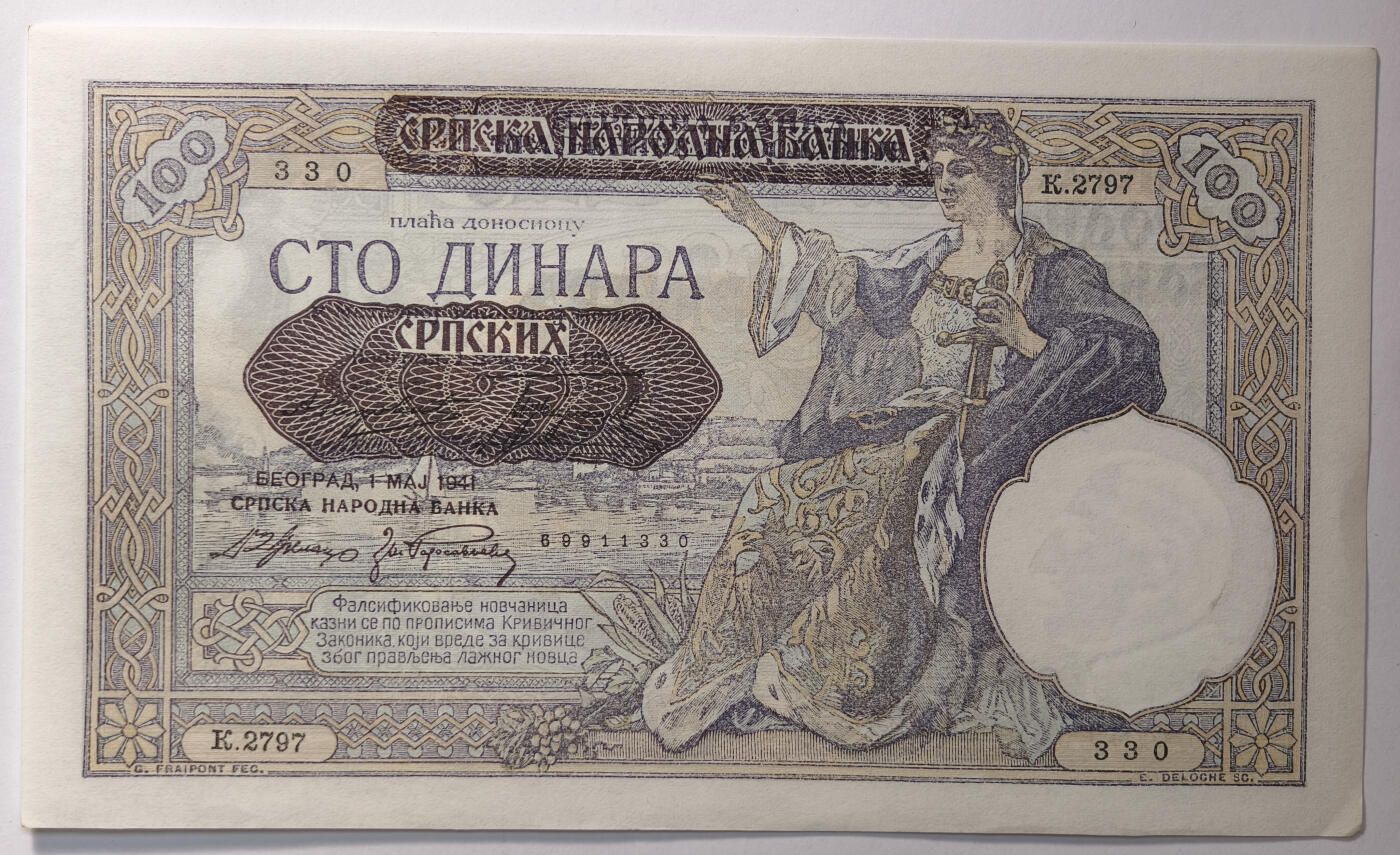 СРПСКА НАРОДНА БАНКА
100
330
К.2797
100
плаћа доносиоцу
СТО ДИНАРА
СРПСКИХ
БЕОГРАД, 1 МАЈ 1941
СРПСКА НАРОДНА БАНКА
69911330
Фалсификовање новчаница
казни се по прописима Кривичног
Законика, који вреде за кривице
због прављења лажног новца
К.2797
330
G. FRAIPONT FEC.
E. DELOCHE SC.